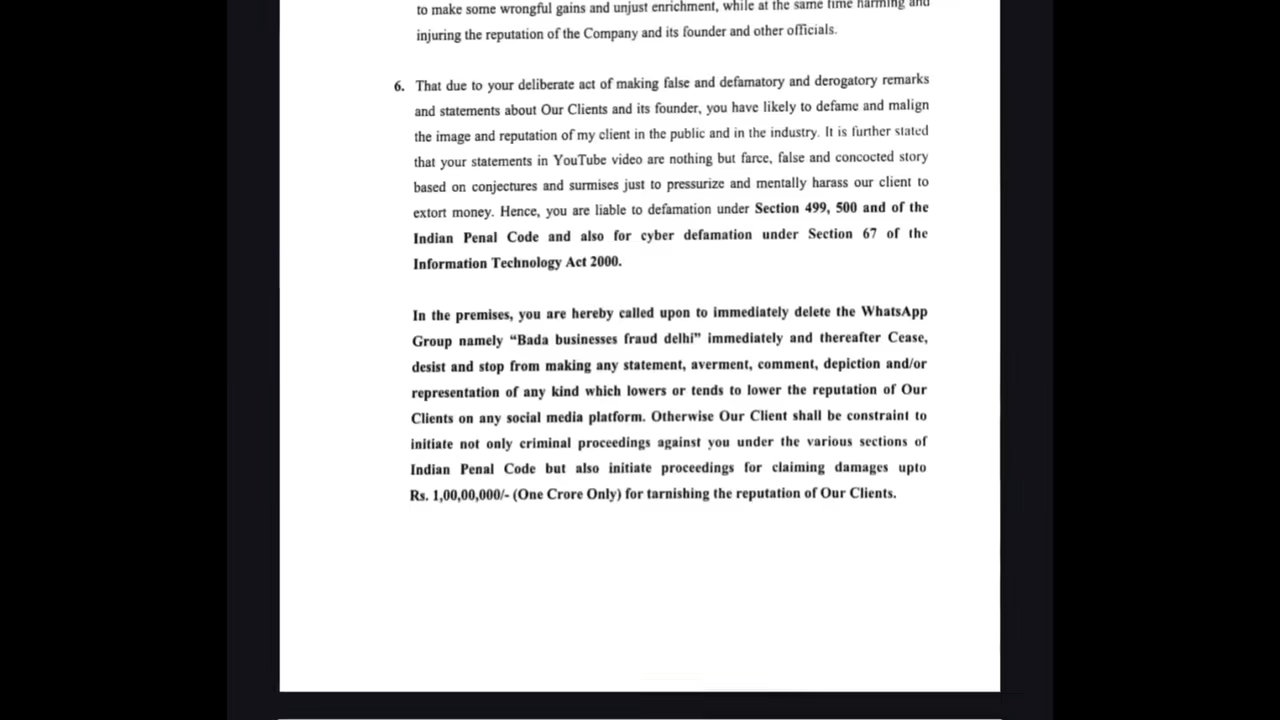 to make some wrongful gains and unjust enrichment, while at the same time harming and
injuring the reputation of the Company and its founder and other officials.
6. That due to your deliberate act of making false and defamatory and derogatory remarks
and statements about Our Clients and its founder, you have likely to defame and malign
the image and reputation of my client in the public and in the industry. It is further stated
that your statements in YouTube video are nothing but farce, false and concocted story
based on conjectures and surmises just to pressurize and mentally harass our client to
extort money. Hence, you are liable to defamation under Section 499, 500 and of the
Indian Penal Code and also for cyber defamation under Section 67 of the
Information Technology Act 2000.
In the premises, you are hereby called upon to immediately delete the WhatsApp
Group namely “Bada businesses fraud delhi” immediately and thereafter Cease,
desist and stop from making any statement, averment, comment, depiction and/or
representation of any kind which lowers or tends to lower the reputation of Our
Clients on any social media platform. Otherwise Our Client shall be constraint to
initiate not only criminal proceedings against you under the various sections of
Indian Penal Code but also initiate proceedings for claiming damages upto
Rs. 1,00,00,000/- (One Crore Only) for tarnishing the reputation of Our Clients.